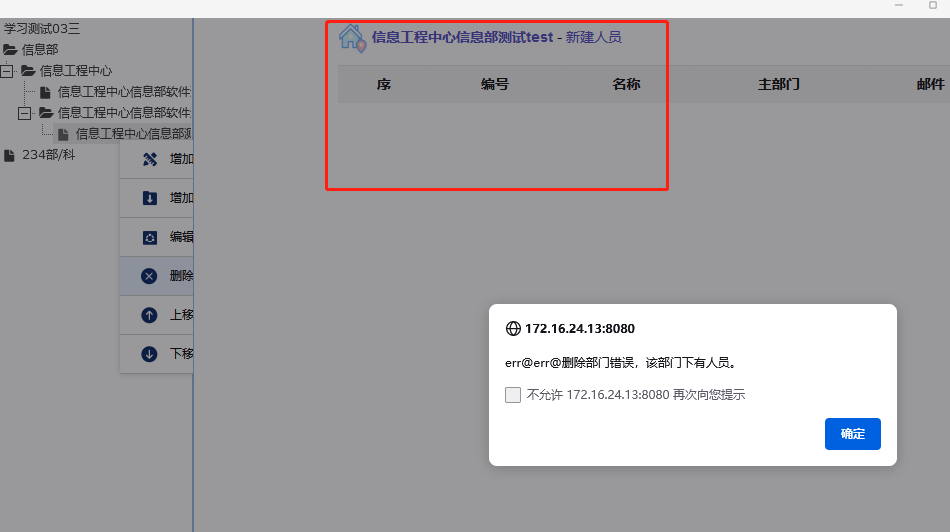 学习测试03三
信息部
信息工程中心
信息工程中心信息部软件
信息工程中心信息部软件
信息工程中心信息部测
234部/科
增加
增加
编辑
删除
上移
下移
信息工程中心信息部测试test - 新建人员
序 编号 名称 主部门 邮件
172.16.24.13:8080
err@err@删除部门错误，该部门下有人员。
不允许 172.16.24.13:8080 再次向您提示
确定